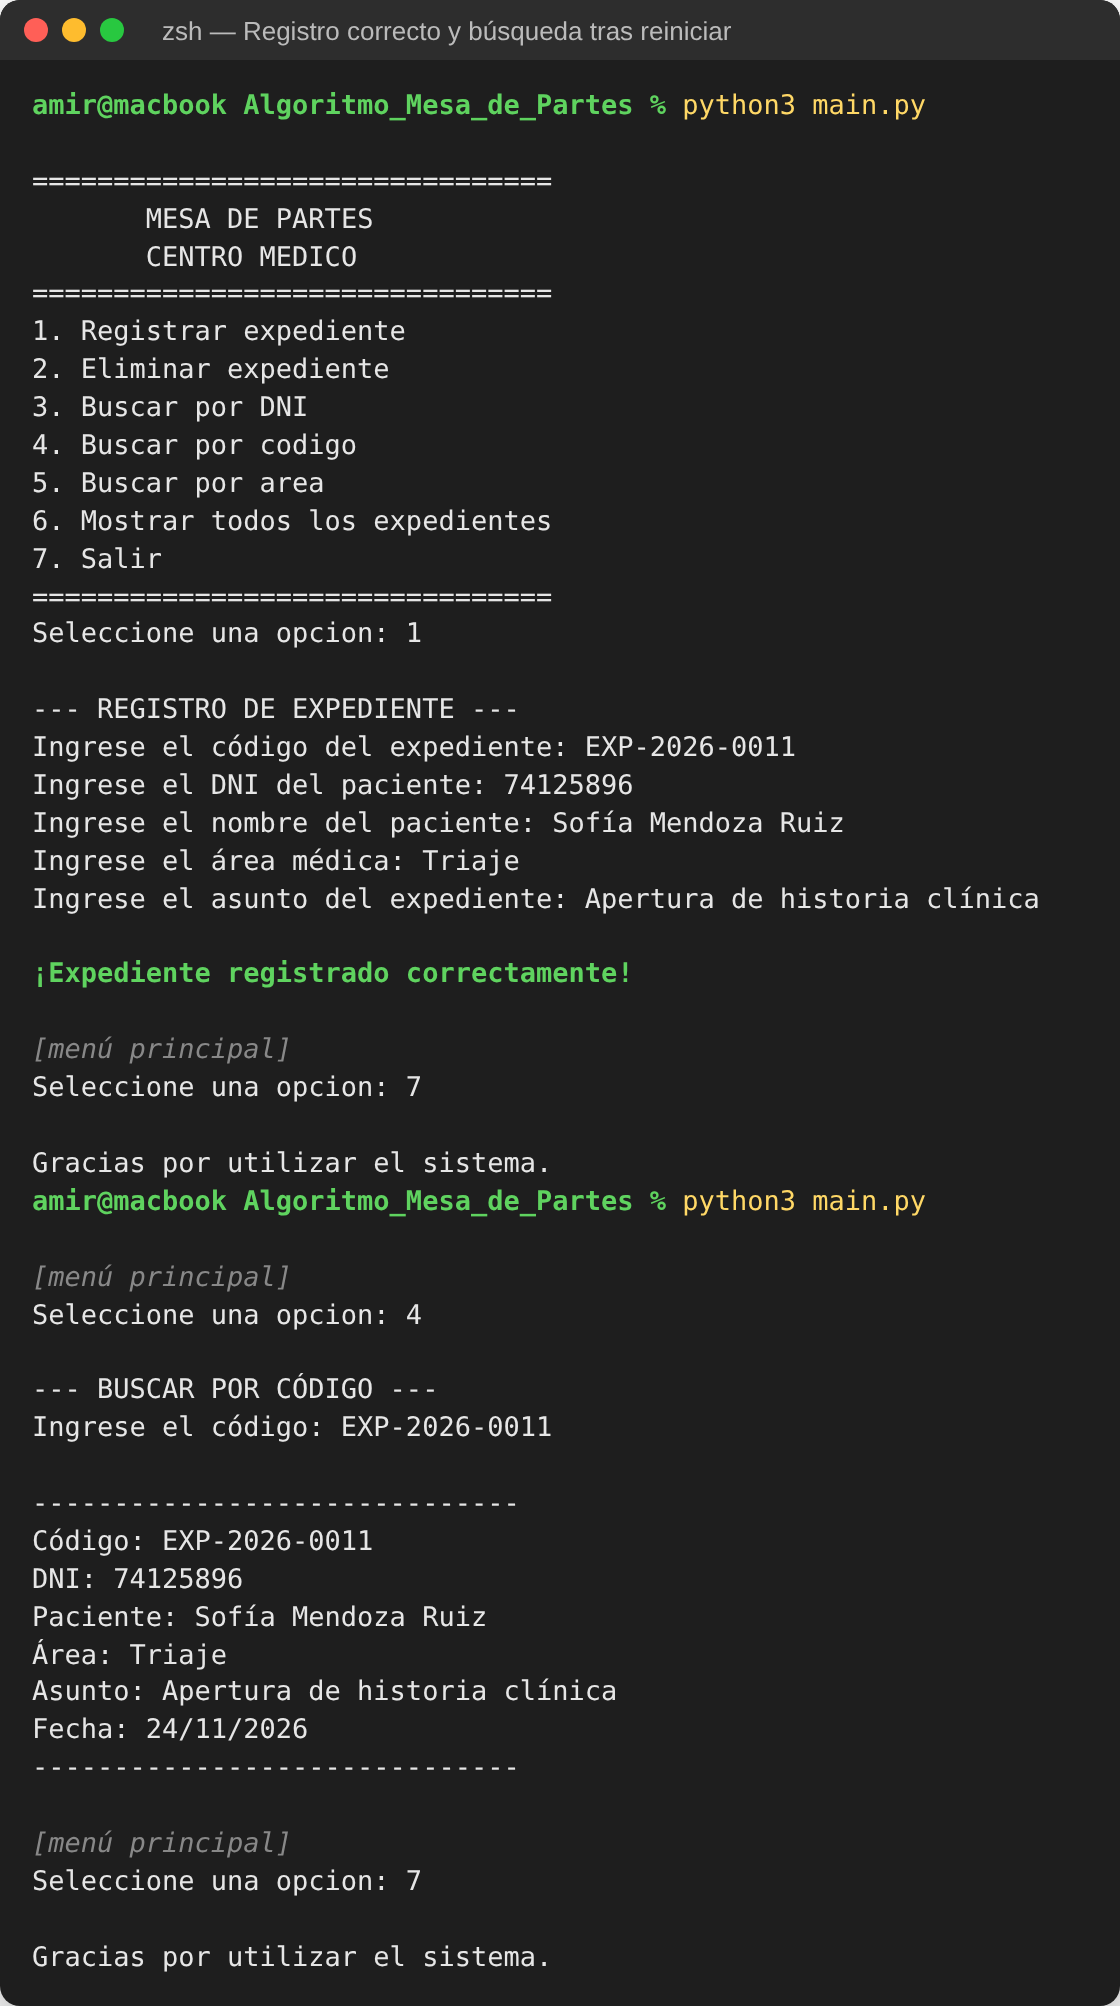 zsh — Registro correcto y búsqueda tras reiniciar
amir@macbook Algoritmo_Mesa_de_Partes % python3 main.py
================================
MESA DE PARTES
CENTRO MEDICO
================================
1. Registrar expediente
2. Eliminar expediente
3. Buscar por DNI
4. Buscar por codigo
5. Buscar por area
6. Mostrar todos los expedientes
7. Salir
================================
Seleccione una opcion: 1
--- REGISTRO DE EXPEDIENTE ---
Ingrese el código del expediente: EXP-2026-0011
Ingrese el DNI del paciente: 74125896
Ingrese el nombre del paciente: Sofía Mendoza Ruiz
Ingrese el área médica: Triaje
Ingrese el asunto del expediente: Apertura de historia clínica
¡Expediente registrado correctamente!
[menú principal]
Seleccione una opcion: 7
Gracias por utilizar el sistema.
amir@macbook Algoritmo_Mesa_de_Partes % python3 main.py
[menú principal]
Seleccione una opcion: 4
--- BUSCAR POR CÓDIGO ---
Ingrese el código: EXP-2026-0011
------------------------------
Código: EXP-2026-0011
DNI: 74125896
Paciente: Sofía Mendoza Ruiz
Área: Triaje
Asunto: Apertura de historia clínica
Fecha: 24/11/2026
------------------------------
[menú principal]
Seleccione una opcion: 7
Gracias por utilizar el sistema.